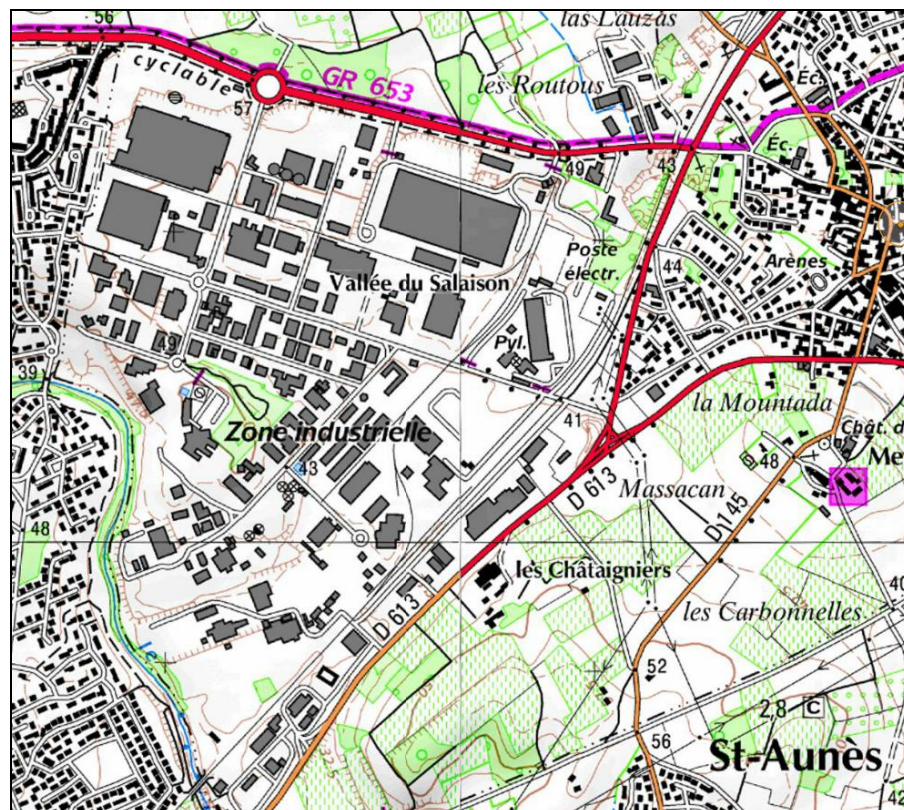 56
las Lauzas
cyclable
GR 653
les Routous
Éc.
57
Éc.
49
43
Poste
électr.
44
Arènes
Vallée du Salaison
Pyl.
49
39
41
la Mountada
Chât. d
Zone industrielle
48
Me
43
D 613
Massacan
D 145
48
les Châtaigniers
40
D 613
les Carbonnelles
le
52
2,8 C
56
St-Aunès
42